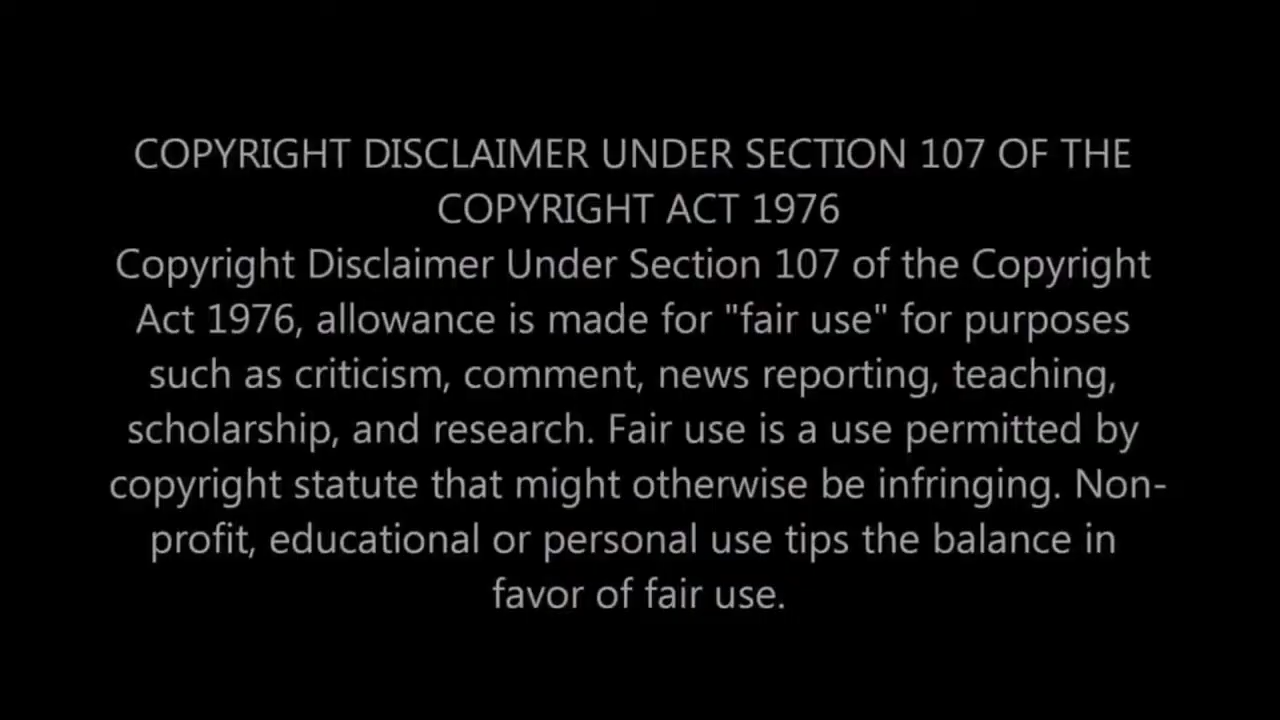 COPYRIGHT DISCLAIMER UNDER SECTION 107 OF THE
COPYRIGHT ACT 1976
Copyright Disclaimer Under Section 107 of the Copyright
Act 1976, allowance is made for "fair use" for purposes
such as criticism, comment, news reporting, teaching,
scholarship, and research. Fair use is a use permitted by
copyright statute that might otherwise be infringing. Non-
profit, educational or personal use tips the balance in
favor of fair use.